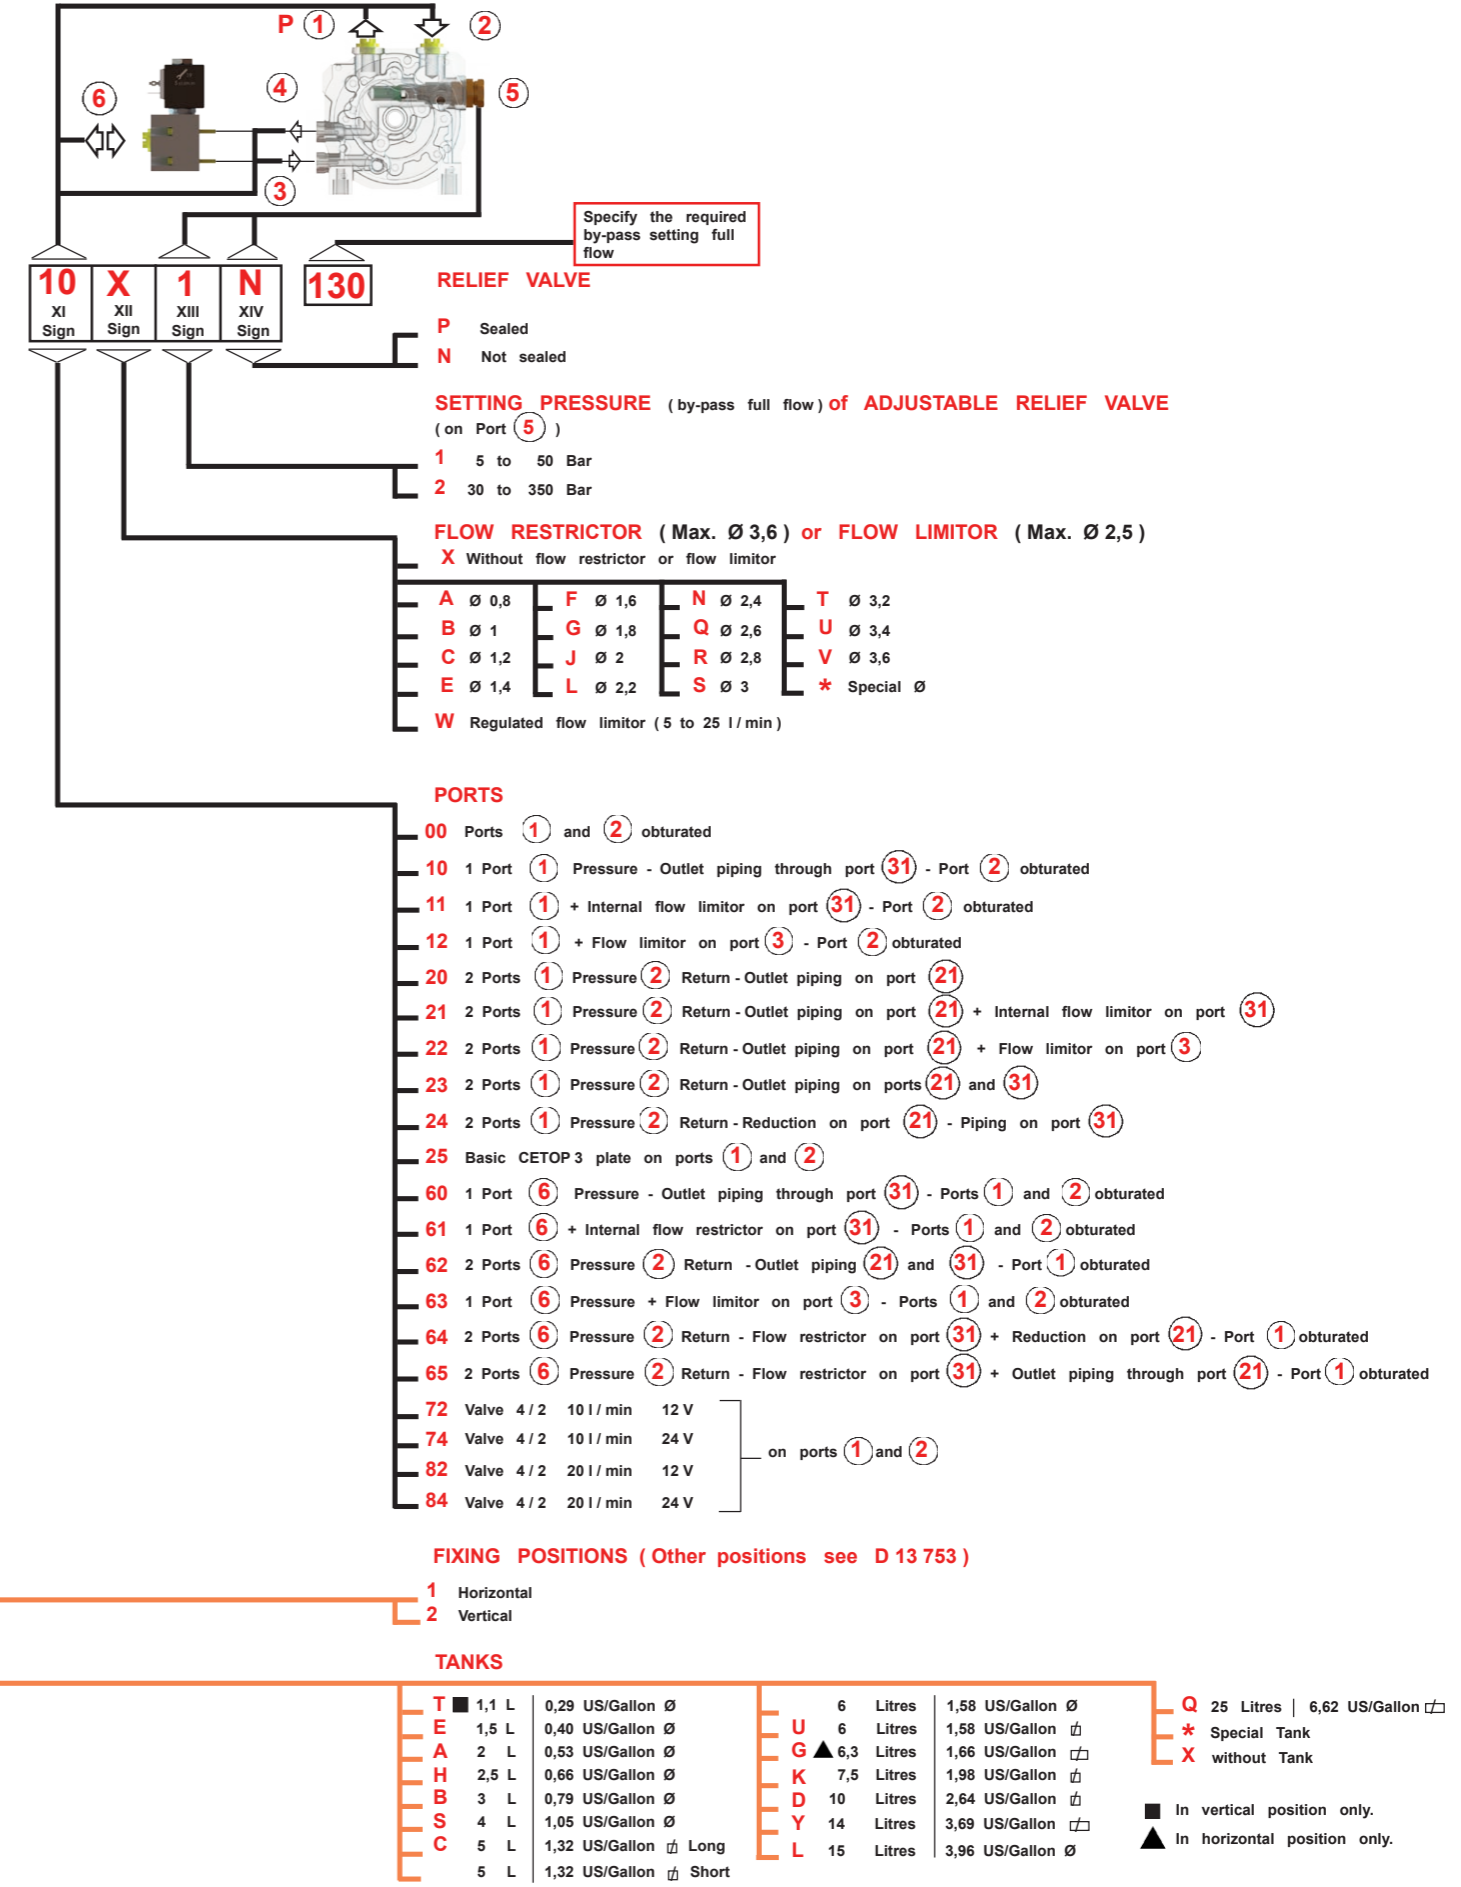 P 1 2
4 5
6
3
Specify the required
by-pass setting full
flow
10 X 1 N 130
XI XII XIII XIV
Sign Sign Sign Sign
RELIEF VALVE
P Sealed
N Not sealed
SETTING PRESSURE ( by-pass full flow ) of ADJUSTABLE RELIEF VALVE
( on Port 5 )
1 5 to 50 Bar
2 30 to 350 Bar
FLOW RESTRICTOR ( Max. Ø 3,6 ) or FLOW LIMITOR ( Max. Ø 2,5 )
X Without flow restrictor or flow limitor
A Ø 0,8 F Ø 1,6 N Ø 2,4 T Ø 3,2
B Ø 1 G Ø 1,8 Q Ø 2,6 U Ø 3,4
C Ø 1,2 J Ø 2 R Ø 2,8 V Ø 3,6
E Ø 1,4 L Ø 2,2 S Ø 3 * Special Ø
W Regulated flow limitor ( 5 to 25 l / min )
PORTS
00 Ports 1 and 2 obturated
10 1 Port 1 Pressure - Outlet piping through port 31 - Port 2 obturated
11 1 Port 1 + Internal flow limitor on port 31 - Port 2 obturated
12 1 Port 1 + Flow limitor on port 3 - Port 2 obturated
20 2 Ports 1 Pressure 2 Return - Outlet piping on port 21
21 2 Ports 1 Pressure 2 Return - Outlet piping on port 21 + Internal flow limitor on port 31
22 2 Ports 1 Pressure 2 Return - Outlet piping on port 21 + Flow limitor on port 3
23 2 Ports 1 Pressure 2 Return - Outlet piping on ports 21 and 31
24 2 Ports 1 Pressure 2 Return - Reduction on port 21 - Piping on port 31
25 Basic CETOP 3 plate on ports 1 and 2
60 1 Port 6 Pressure - Outlet piping through port 31 - Ports 1 and 2 obturated
61 1 Port 6 + Internal flow restrictor on port 31 - Ports 1 and 2 obturated
62 2 Ports 6 Pressure 2 Return - Outlet piping 21 and 31 - Port 1 obturated
63 1 Port 6 Pressure + Flow limitor on port 3 - Ports 1 and 2 obturated
64 2 Ports 6 Pressure 2 Return - Flow restrictor on port 31 + Reduction on port 21 - Port 1 obturated
65 2 Ports 6 Pressure 2 Return - Flow restrictor on port 31 + Outlet piping through port 21 - Port 1 obturated
72 Valve 4 / 2 10 l / min 12 V
74 Valve 4 / 2 10 l / min 24 V
on ports 1 and 2
82 Valve 4 / 2 20 l / min 12 V
84 Valve 4 / 2 20 l / min 24 V
FIXING POSITIONS ( Other positions see D 13 753 )
1 Horizontal
2 Vertical
TANKS
T ■ 1,1 L 0,29 US/Gallon Ø
E 1,5 L 0,40 US/Gallon Ø
A 2 L 0,53 US/Gallon Ø
H 2,5 L 0,66 US/Gallon Ø
B 3 L 0,79 US/Gallon Ø
S 4 L 1,05 US/Gallon Ø
C 5 L 1,32 US/Gallon Long
5 L 1,32 US/Gallon Short
6 Litres 1,58 US/Gallon Ø
U 6 Litres 1,58 US/Gallon
G ▲ 6,3 Litres 1,66 US/Gallon
K 7,5 Litres 1,98 US/Gallon
D 10 Litres 2,64 US/Gallon
Y 14 Litres 3,69 US/Gallon
L 15 Litres 3,96 US/Gallon Ø
Q 25 Litres 6,62 US/Gallon
* Special Tank
X without Tank
■ In vertical position only.
▲ In horizontal position only.